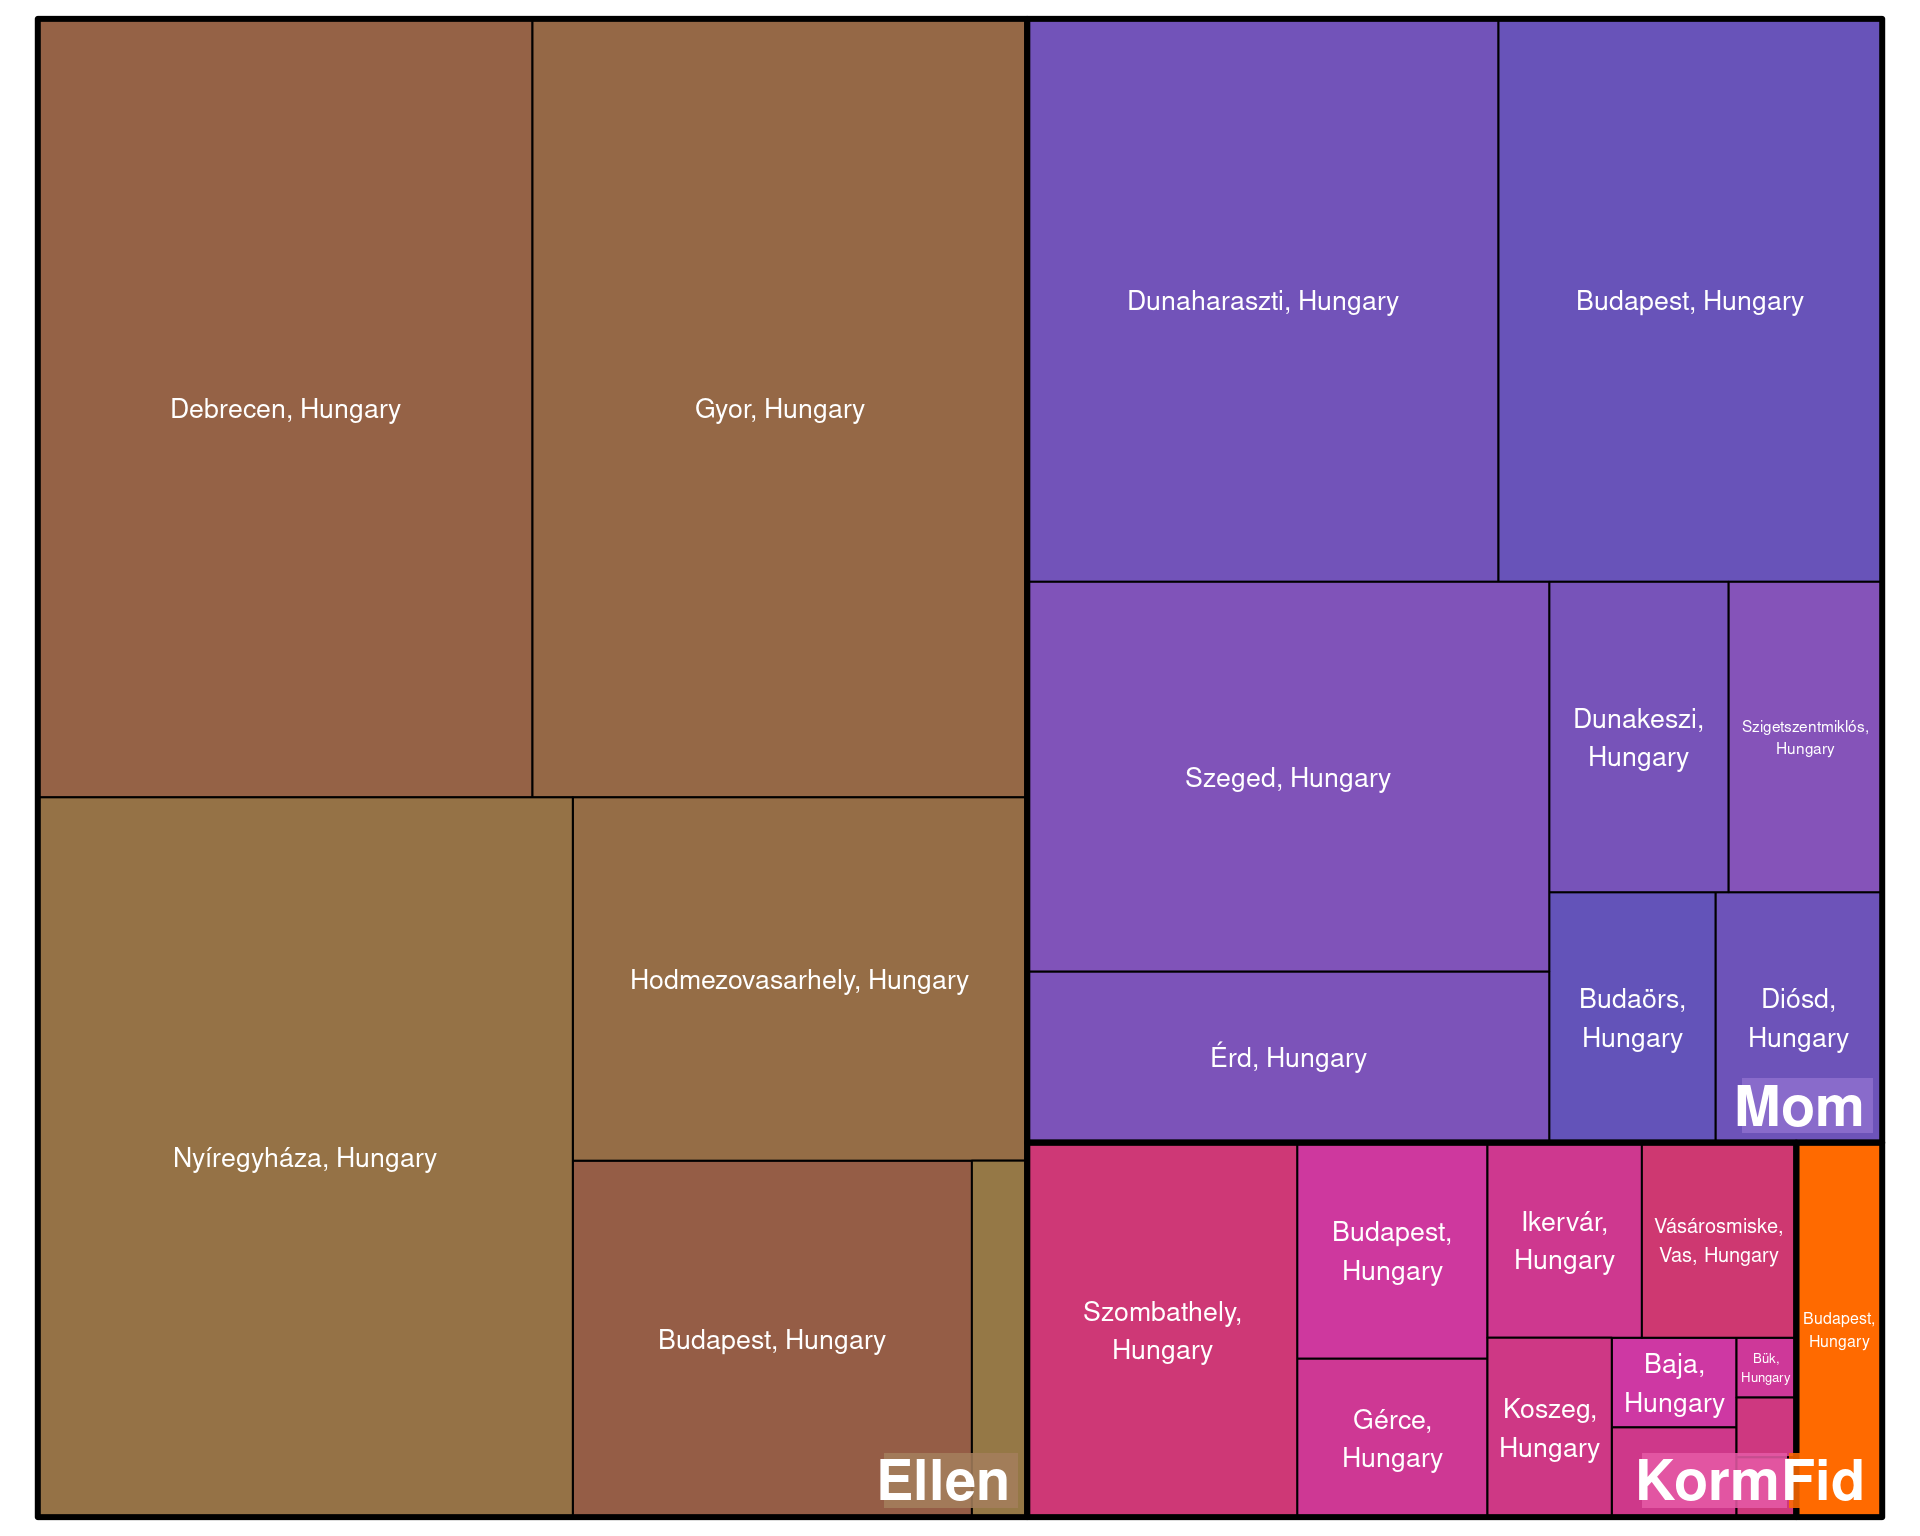 Debrecen, Hungary
Gyor, Hungary
Nyíregyháza, Hungary
Hodmezovasarhely, Hungary
Budapest, Hungary
Ellen
Dunaharaszti, Hungary
Budapest, Hungary
Szeged, Hungary
Dunakeszi,
Hungary
Szigetszentmiklós,
Hungary
Érd, Hungary
Budaörs,
Hungary
Diósd,
Hungary
Mom
Szombathely,
Hungary
Budapest,
Hungary
Gérce,
Hungary
Ikervár,
Hungary
Vásárosmiske,
Vas, Hungary
Koszeg,
Hungary
Baja,
Hungary
Bük,
Hungary
Korm
Budapest,
Hungary
Fid